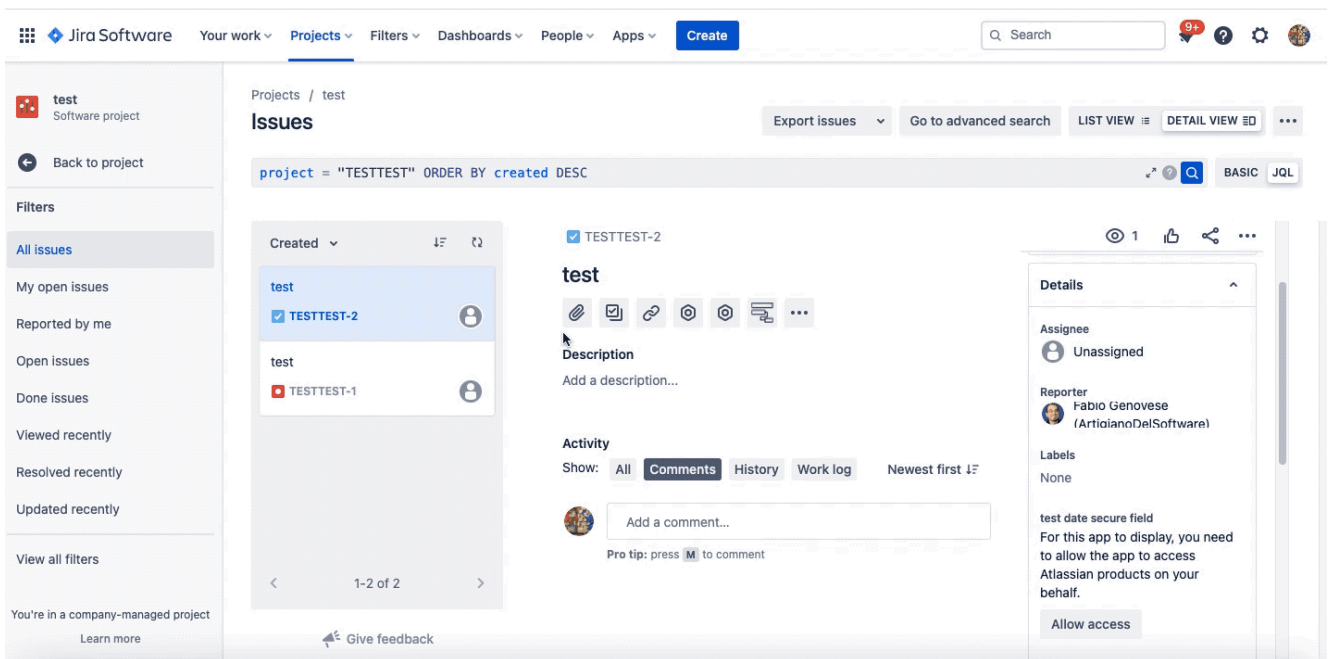 Jira Software
Your work
Projects
Filters
Dashboards
People
Apps
Create
Search
9+
test
Software project
Back to project
Filters
All issues
My open issues
Reported by me
Open issues
Done issues
Viewed recently
Resolved recently
Updated recently
View all filters
You're in a company-managed project
Learn more
Projects / test
Issues
Export issues
Go to advanced search
LIST VIEW
DETAIL VIEW
project = "TESTTEST" ORDER BY created DESC
BASIC
JQL
Created
test
TESTTEST-2
test
TESTTEST-1
1-2 of 2
Give feedback
TESTTEST-2
1
test
Description
Add a description...
Activity
Show: All Comments History Work log Newest first
Add a comment...
Pro tip: press M to comment
Details
Assignee
Unassigned
Reporter
Fabio Genovese
(ArtigianoDelSoftware)
Labels
None
test date secure field
For this app to display, you need
to allow the app to access
Atlassian products on your
behalf.
Allow access